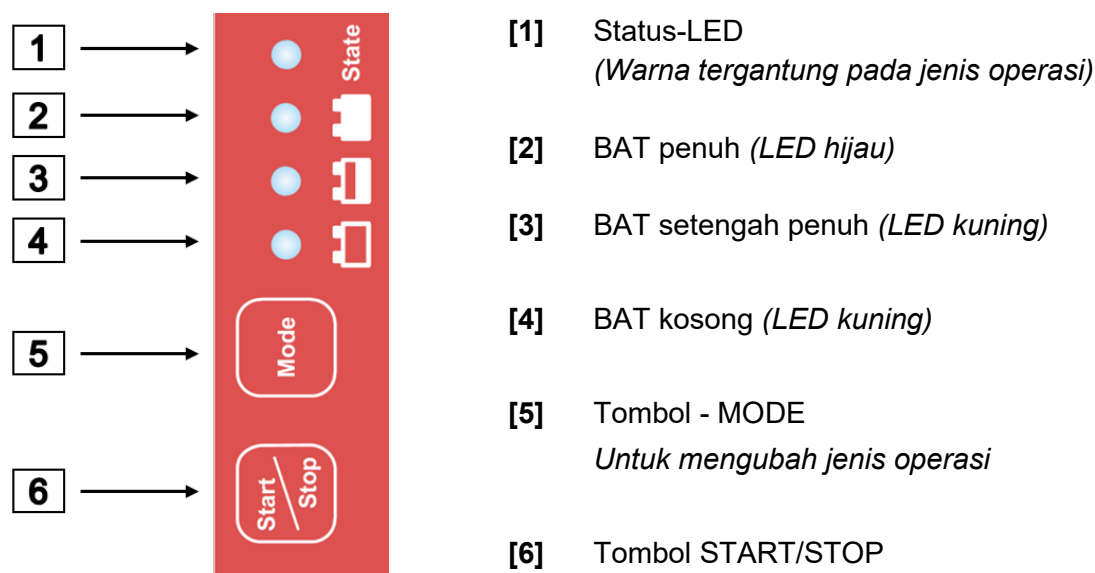 1
State
2
3
4
5
Mode
6
Start
Stop
[1] Status-LED
(Warna tergantung pada jenis operasi)
[2] BAT penuh (LED hijau)
[3] BAT setengah penuh (LED kuning)
[4] BAT kosong (LED kuning)
[5] Tombol - MODE
Untuk mengubah jenis operasi
[6] Tombol START/STOP